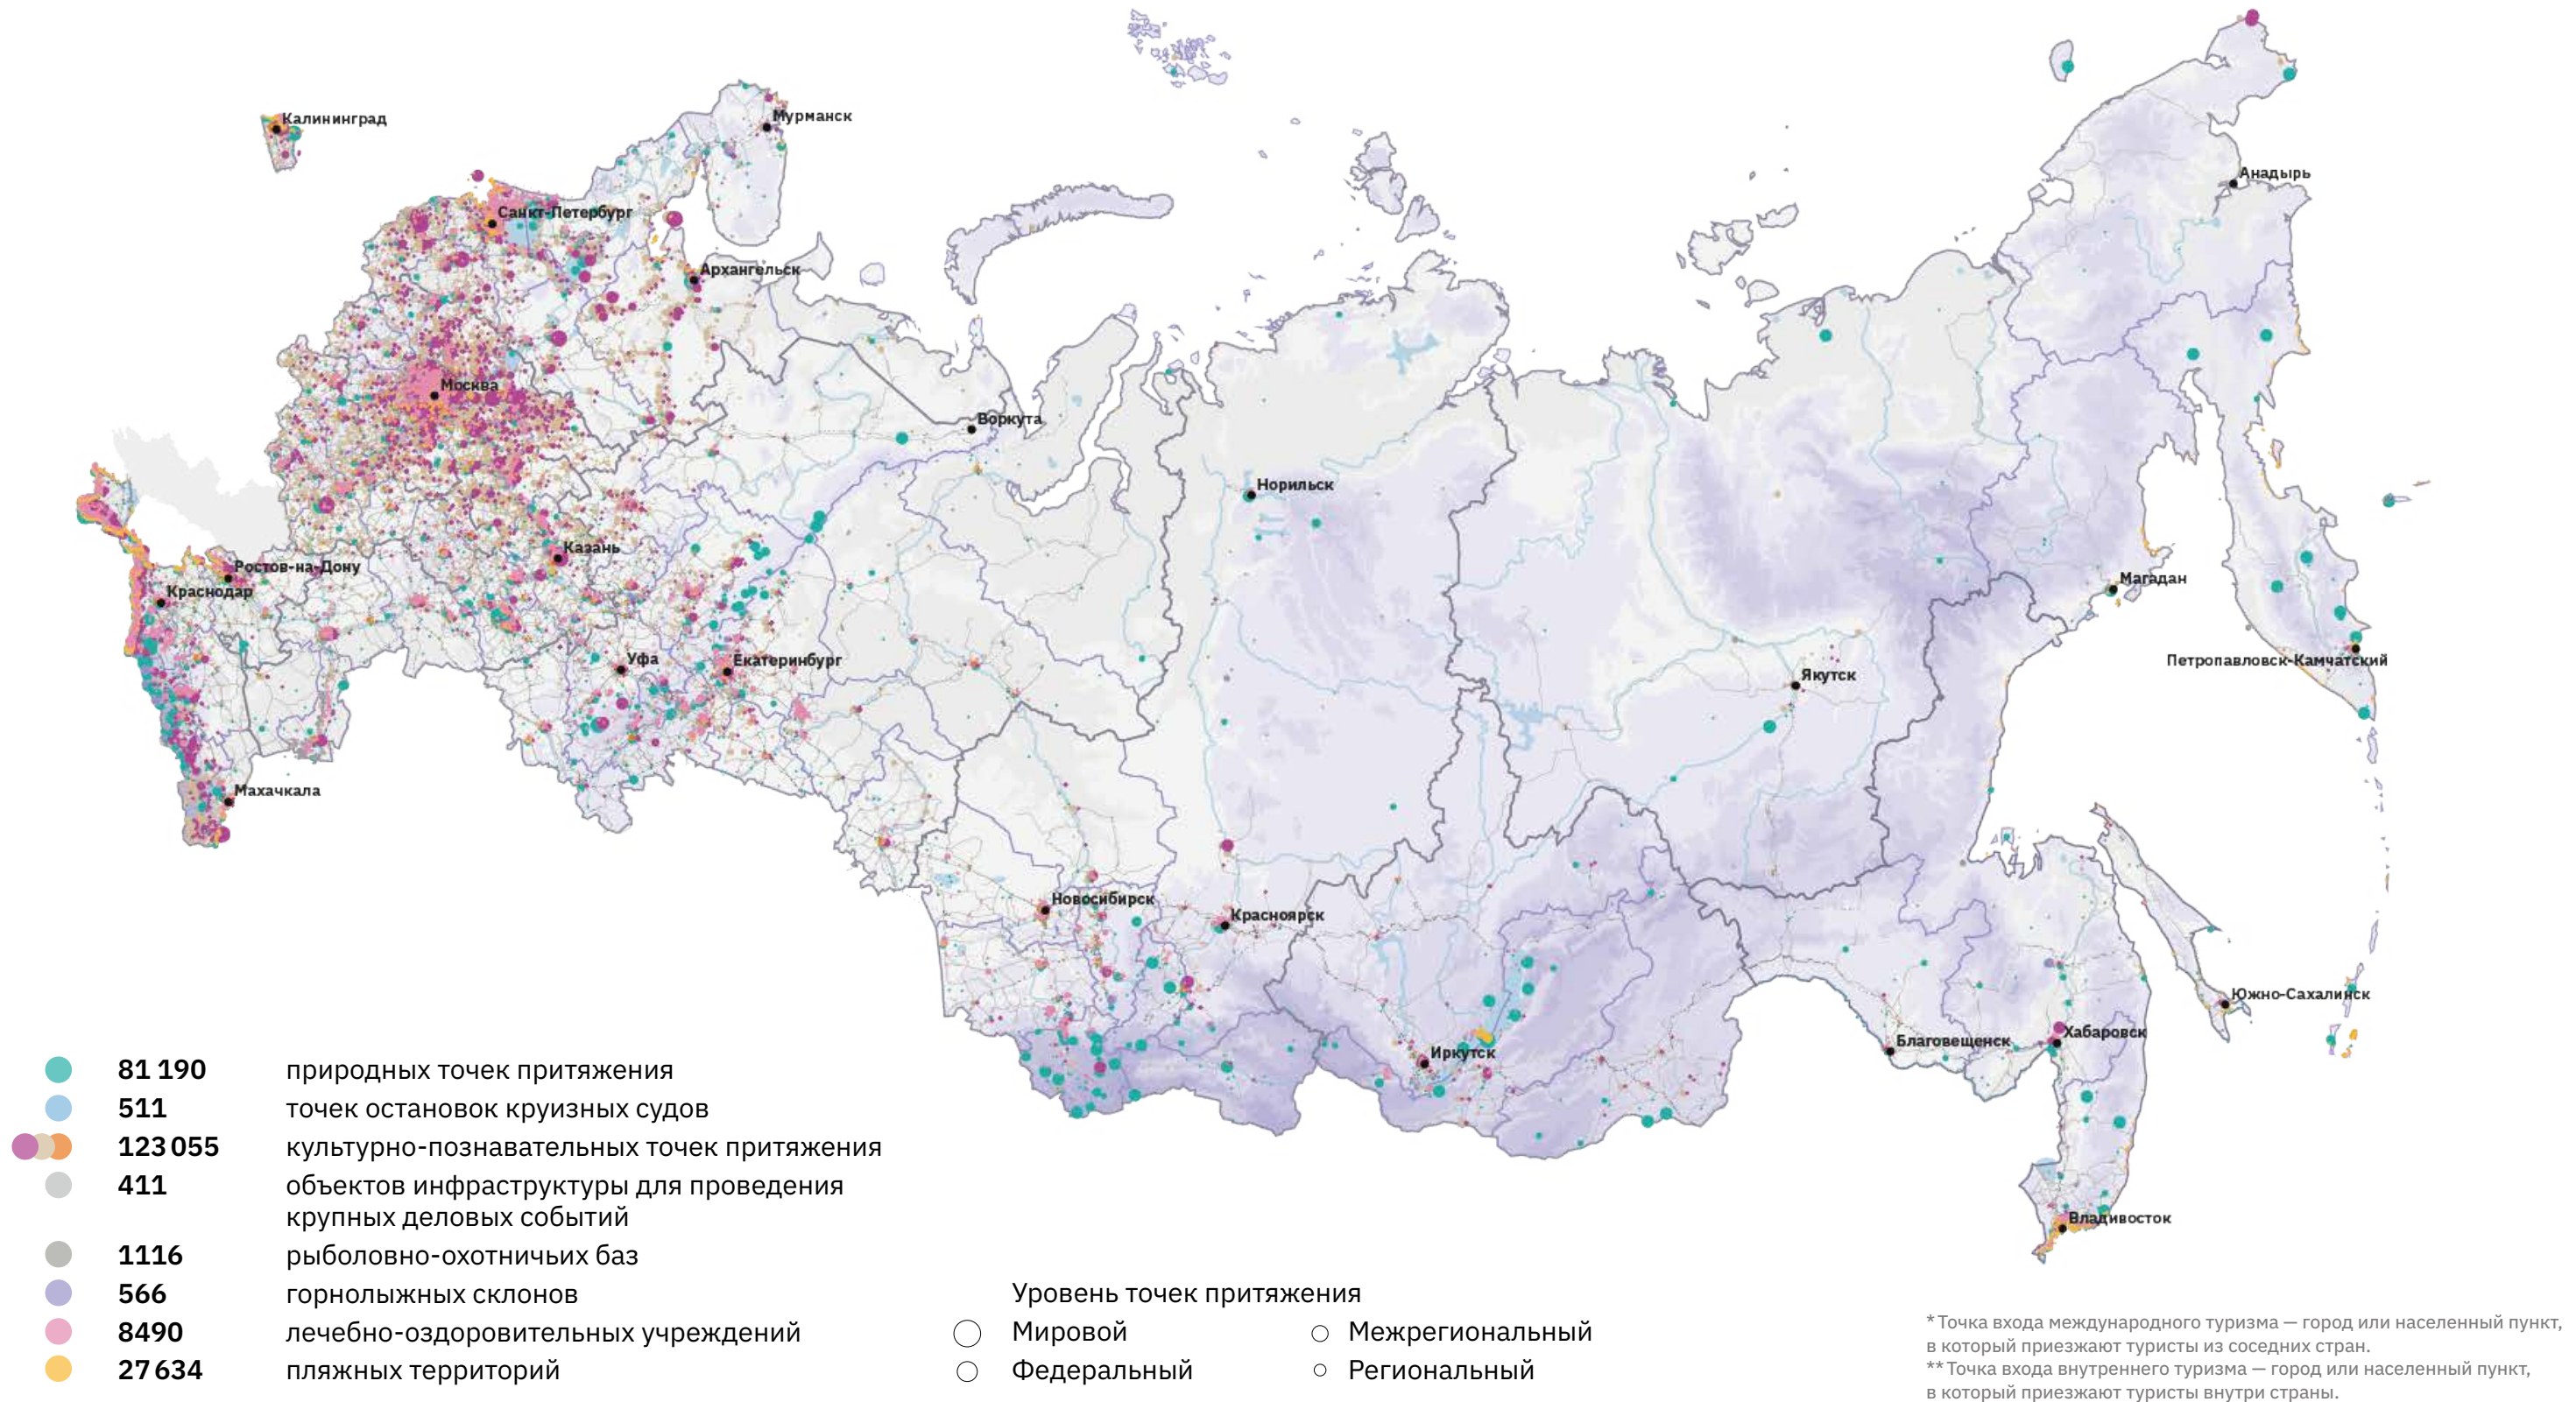 Калининград
Мурманск
Анадырь
Санкт-Петербург
Архангельск
Москва
Воркута
Норильск
Казань
Ростов-на-Дону
Краснодар
Магадан
Уфа
Екатеринбург
Якутск
Петропавловск-Камчатский
Махачкала
Новосибирск
Красноярск
Южно-Сахалинск
Иркутск
Благовещенск
Хабаровск
Владивосток
81 190 природных точек притяжения
511 точек остановок круизных судов
123 055 культурно-познавательных точек притяжения
411 объектов инфраструктуры для проведения
крупных деловых событий
1116 рыболовно-охотничьих баз
566 горнолыжных склонов
8490 лечебно-оздоровительных учреждений
27 634 пляжных территорий
Уровень точек притяжения
Мировой
Федеральный
Межрегиональный
Региональный
* Точка входа международного туризма — город или населенный пункт,
в который приезжают туристы из соседних стран.
** Точка входа внутреннего туризма — город или населенный пункт,
в который приезжают туристы внутри страны.